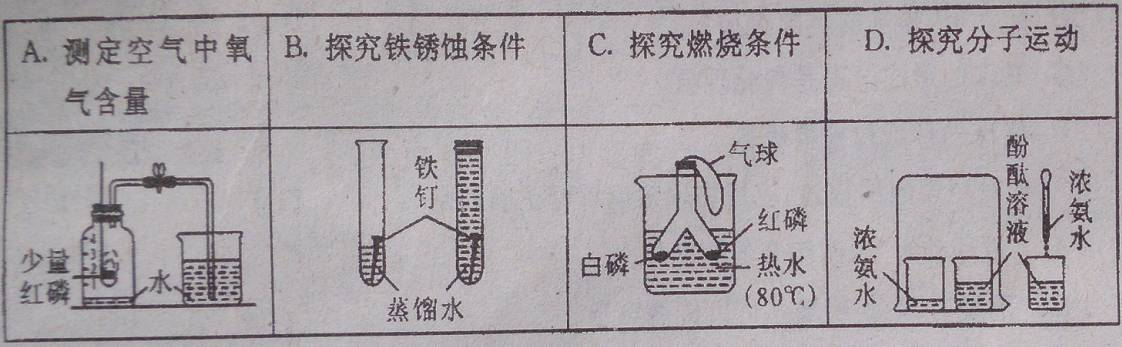 A. 测定空气中氧
气含量
B. 探究铁锈蚀条件
C. 探究燃烧条件
D. 探究分子运动
少量
红磷
水
铁
钉
蒸馏水
气球
白磷
红磷
热水
(80℃)
浓
氨
水
酚
酞
溶
液
浓
氨
水